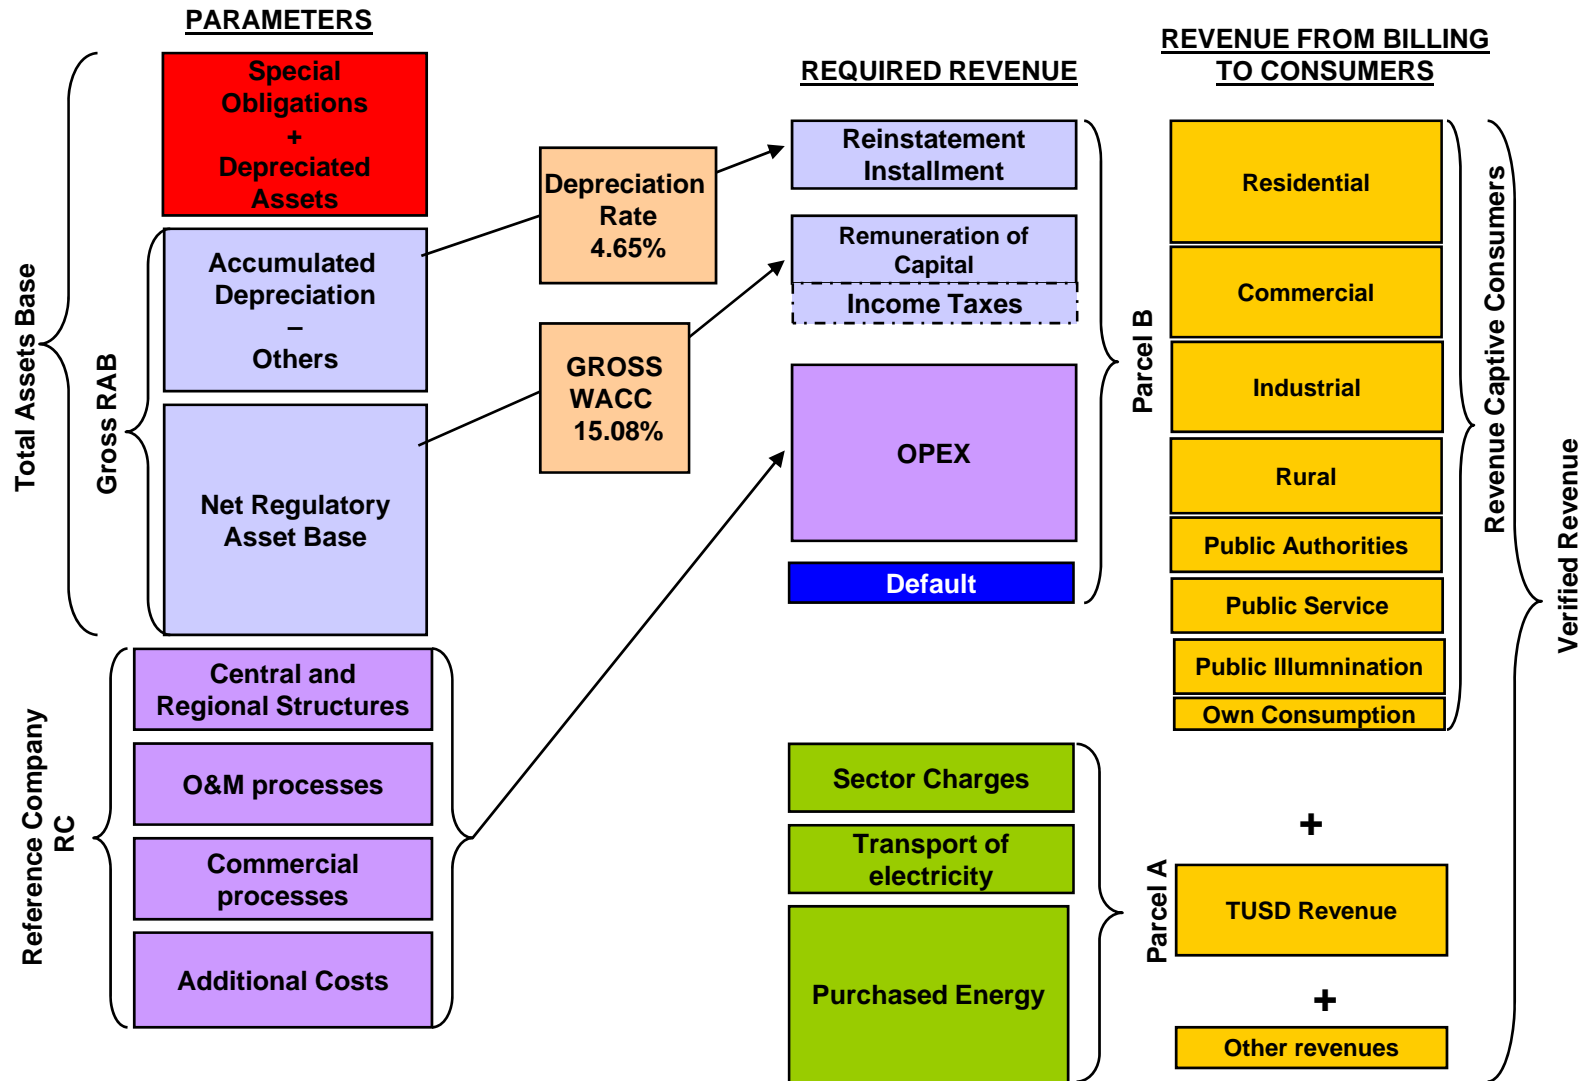 PARAMETERS
Special
Obligations
+
Depreciated
Assets
Accumulated
Depreciation
–
Others
Net Regulatory
Asset Base
Total Assets Base
Gross RAB
Central and
Regional Structures
O&M processes
Commercial
processes
Additional Costs
Reference Company
RC
Depreciation
Rate
4.65%
GROSS
WACC
15.08%
REQUIRED REVENUE
Reinstatement
Installment
Remuneration of
Capital
Income Taxes
OPEX
Default
Parcel B
Sector Charges
Transport of
electricity
Purchased Energy
Parcel A
REVENUE FROM BILLING
TO CONSUMERS
Residential
Commercial
Industrial
Rural
Public Authorities
Public Service
Public Illumnination
Own Consumption
Revenue Captive Consumers
+
TUSD Revenue
+
Other revenues
Verified Revenue